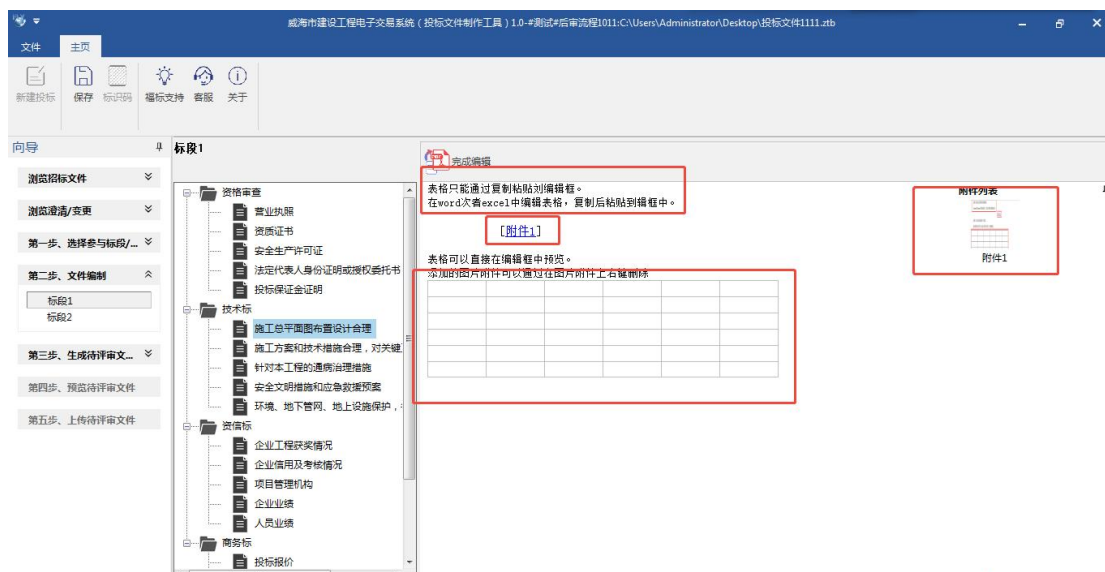 威海市建设工程电子交易系统（投标文件制作工具）1.0-#测试#后审流程1011:C:\Users\Administrator\Desktop\投标文件1111.ztb
文件 主页
新建投标 保存 标识码 福标支持 客服 关于
向导
浏览招标文件
浏览澄清/变更
第一步、选择参与标段/...
第二步、文件编制
标段1
标段2
第三步、生成待评审文...
第四步、预览待评审文件
第五步、上传待评审文件
标段1
资格审查
营业执照
资质证书
安全生产许可证
法定代表人身份证明或授权委托书
投标保证金证明
技术标
施工总平面图布置设计合理
施工方案和技术措施合理，对关键
针对本工程的通病治理措施
安全文明措施和应急救援预案
环境、地下管网、地上设施保护，
资信标
企业工程获奖情况
企业信用及考核情况
项目管理机构
企业业绩
人员业绩
商务标
投标报价
完成编辑
表格只能通过复制粘贴刘编辑框。
在word次者excel中编辑表格，复制后粘贴到辑框中。
[附件1]
表格可以直接在编辑框中预览。
添加的图片附件可以通过在图片附件上右键删除
附件列表
附件1